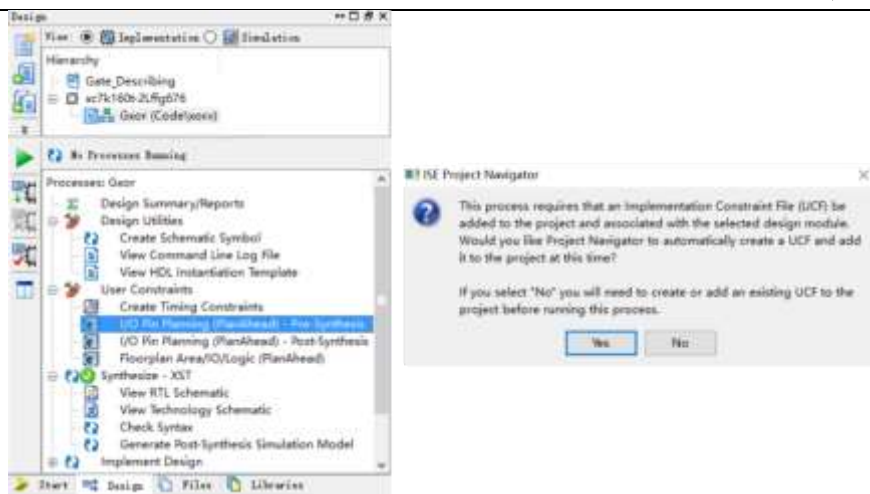 Design
View: Implementation Simulation
Hierarchy
Gate_Describing
xc7k160t-2Lffg676
Gxor (Code\xorx)
No Processes Running
Processes: Gxor
Design Summary/Reports
Design Utilities
Create Schematic Symbol
View Command Line Log File
View HDL Instantiation Template
User Constraints
Create Timing Constraints
I/O Pin Planning (PlanAhead) - Pre-Synthesis
I/O Pin Planning (PlanAhead) - Post-Synthesis
Floorplan Area/IO/Logic (PlanAhead)
Synthesize - XST
View RTL Schematic
View Technology Schematic
Check Syntax
Generate Post-Synthesis Simulation Model
Implement Design
Start Design Files Libraries
ISE Project Navigator
This process requires that an Implementation Constraint File (UCF) be
added to the project and associated with the selected design module.
Would you like Project Navigator to automatically create a UCF and add
it to the project at this time?
If you select "No" you will need to create or add an existing UCF to the
project before running this process.
Yes No